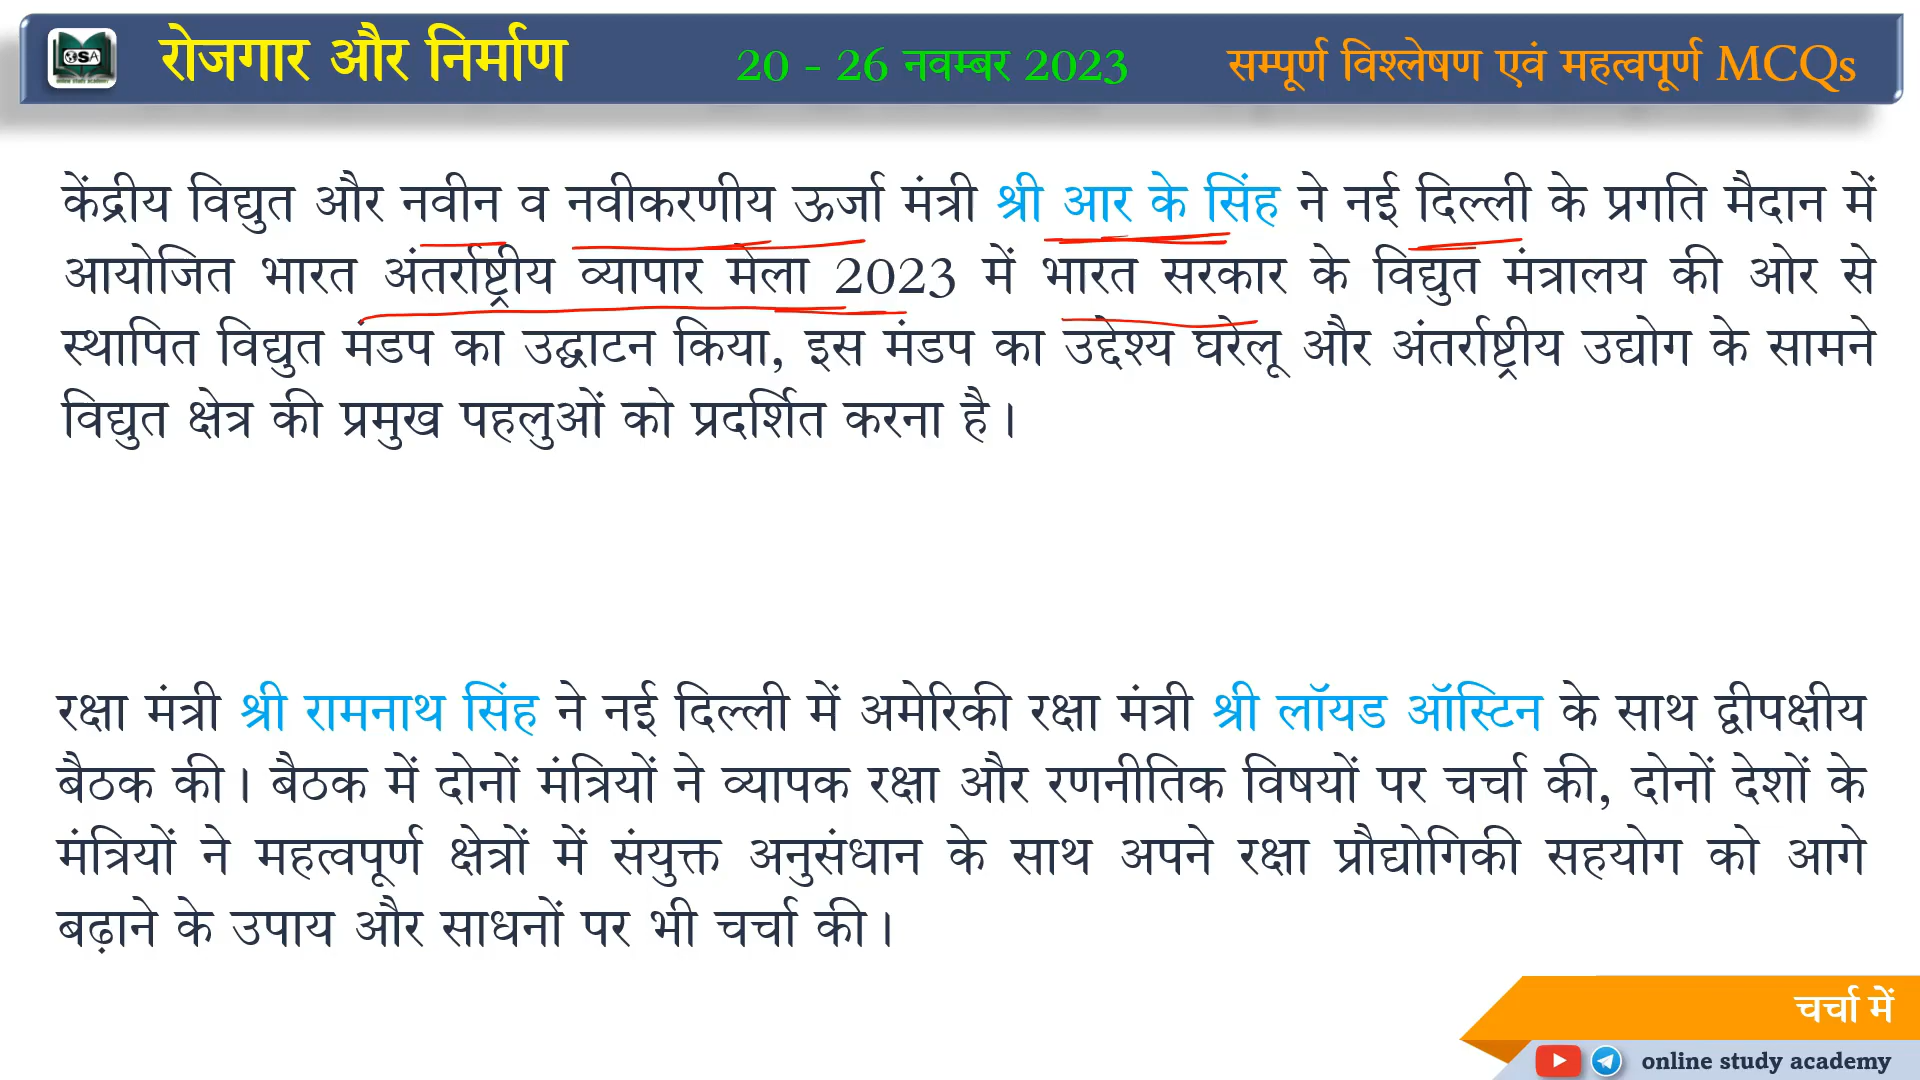 रोजगार और निर्माण
20 - 26 नवम्बर 2023
सम्पूर्ण विश्लेषण एवं महत्वपूर्ण MCQs
OSA
केंद्रीय विद्युत और नवीन व नवीकरणीय ऊर्जा मंत्री श्री आर के सिंह ने नई दिल्ली के प्रगति मैदान में
आयोजित भारत अंतर्राष्ट्रीय व्यापार मेला 2023 में भारत सरकार के विद्युत मंत्रालय की ओर से
स्थापित विद्युत मंडप का उद्घाटन किया, इस मंडप का उद्देश्य घरेलू और अंतर्राष्ट्रीय उद्योग के सामने
विद्युत क्षेत्र की प्रमुख पहलुओं को प्रदर्शित करना है।
रक्षा मंत्री श्री रामनाथ सिंह ने नई दिल्ली में अमेरिकी रक्षा मंत्री श्री लॉयड ऑस्टिन के साथ द्वीपक्षीय
बैठक की। बैठक में दोनों मंत्रियों ने व्यापक रक्षा और रणनीतिक विषयों पर चर्चा की, दोनों देशों के
मंत्रियों ने महत्वपूर्ण क्षेत्रों में संयुक्त अनुसंधान के साथ अपने रक्षा प्रौद्योगिकी सहयोग को आगे
बढ़ाने के उपाय और साधनों पर भी चर्चा की।
चर्चा में
online study academy